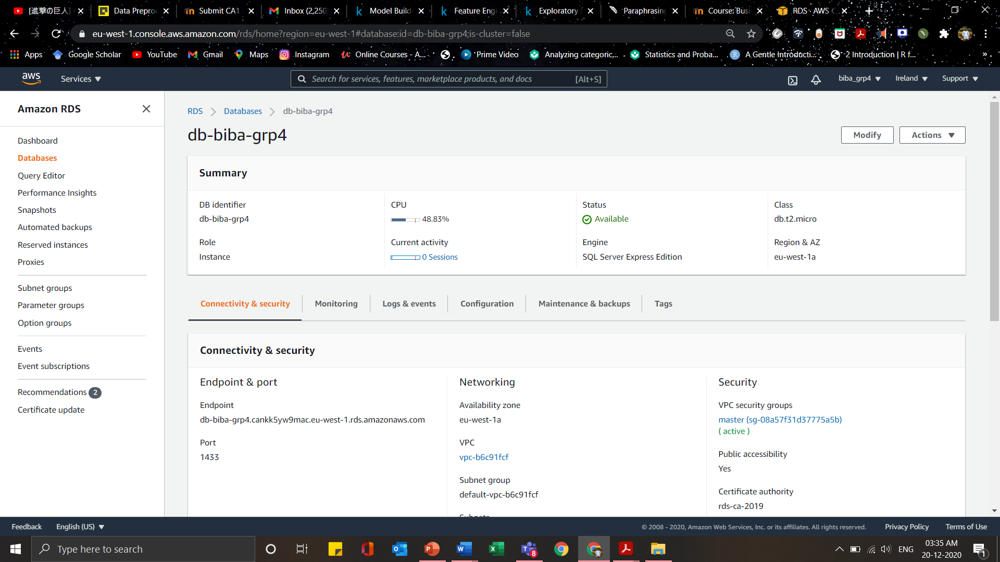 [進撃の巨人]
Data Prepro
Submit CA1
Inbox (2,250
Model Buildi
Feature Engi
Exploratory
Paraphrasing
Course: Busi
RDS · AWS
eu-west-1.console.aws.amazon.com/rds/home?region=eu-west-1#database:id=db-biba-grp4;is-cluster=false
Apps
Google Scholar
YouTube
Gmail
Maps
Instagram
Online Courses - A...
Prime Video
Analyzing categoric...
Statistics and Proba...
A Gentle Introducti...
2 Introduction | R f...
»
aws
Services
Search for services, features, marketplace products, and docs
[Alt+S]
biba_grp4
Ireland
Support
Amazon RDS
Dashboard
Databases
Query Editor
Performance Insights
Snapshots
Automated backups
Reserved instances
Proxies
Subnet groups
Parameter groups
Option groups
Events
Event subscriptions
Recommendations 2
Certificate update
RDS
Databases
db-biba-grp4
db-biba-grp4
Modify
Actions
Summary
DB identifier
db-biba-grp4
CPU
48.83%
Status
Available
Class
db.t2.micro
Role
Instance
Current activity
0 Sessions
Engine
SQL Server Express Edition
Region & AZ
eu-west-1a
Connectivity & security
Monitoring
Logs & events
Configuration
Maintenance & backups
Tags
Connectivity & security
Endpoint & port
Endpoint
db-biba-grp4.cankk5yw9mac.eu-west-1.rds.amazonaws.com
Port
1433
Networking
Availability zone
eu-west-1a
VPC
vpc-b6c91fcf
Subnet group
default-vpc-b6c91fcf
Subnets
Security
VPC security groups
master (sg-08a57f31d37775a5b)
( active )
Public accessibility
Yes
Certificate authority
rds-ca-2019
Feedback
English (US)
© 2008 - 2020, Amazon Web Services, Inc. or its affiliates. All rights reserved.
Privacy Policy
Terms of Use
Type here to search
8
ENG
03:35 AM
20-12-2020
1